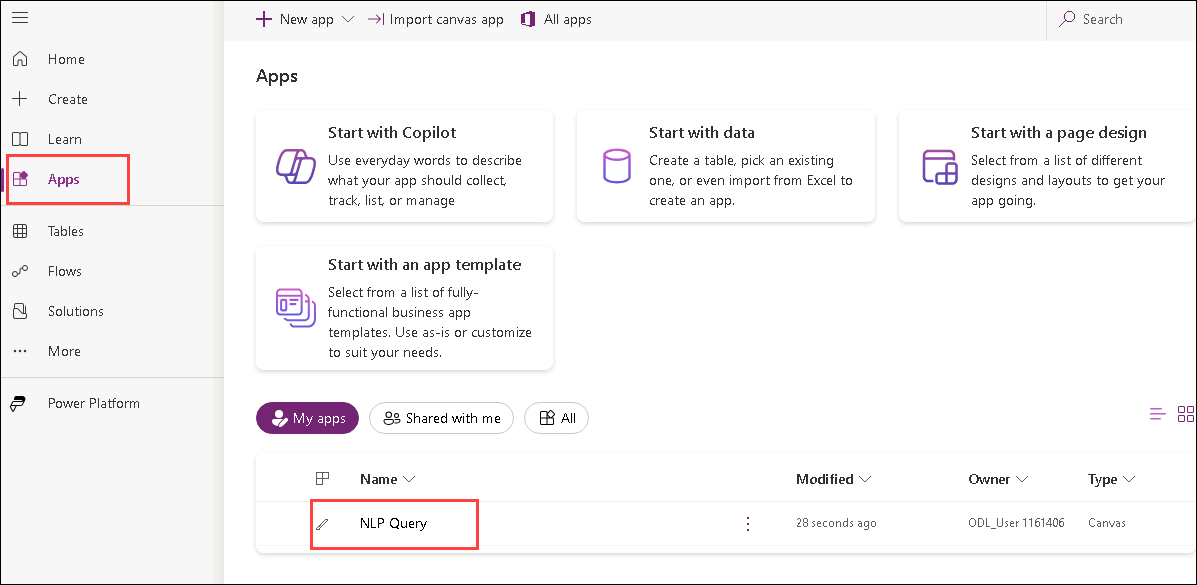 New app
Import canvas app
All apps
Search
Home
Create
Learn
Apps
Tables
Flows
Solutions
More
Power Platform
Apps
Start with Copilot
Use everyday words to describe
what your app should collect,
track, list, or manage
Start with data
Create a table, pick an existing
one, or even import from Excel to
create an app.
Start with a page design
Select from a list of different
designs and layouts to get your
app going.
Start with an app template
Select from a list of fully-
functional business app
templates. Use as-is or customize
to suit your needs.
My apps
Shared with me
All
Name
Modified
Owner
Type
NLP Query
28 seconds ago
ODL_User 1161406
Canvas